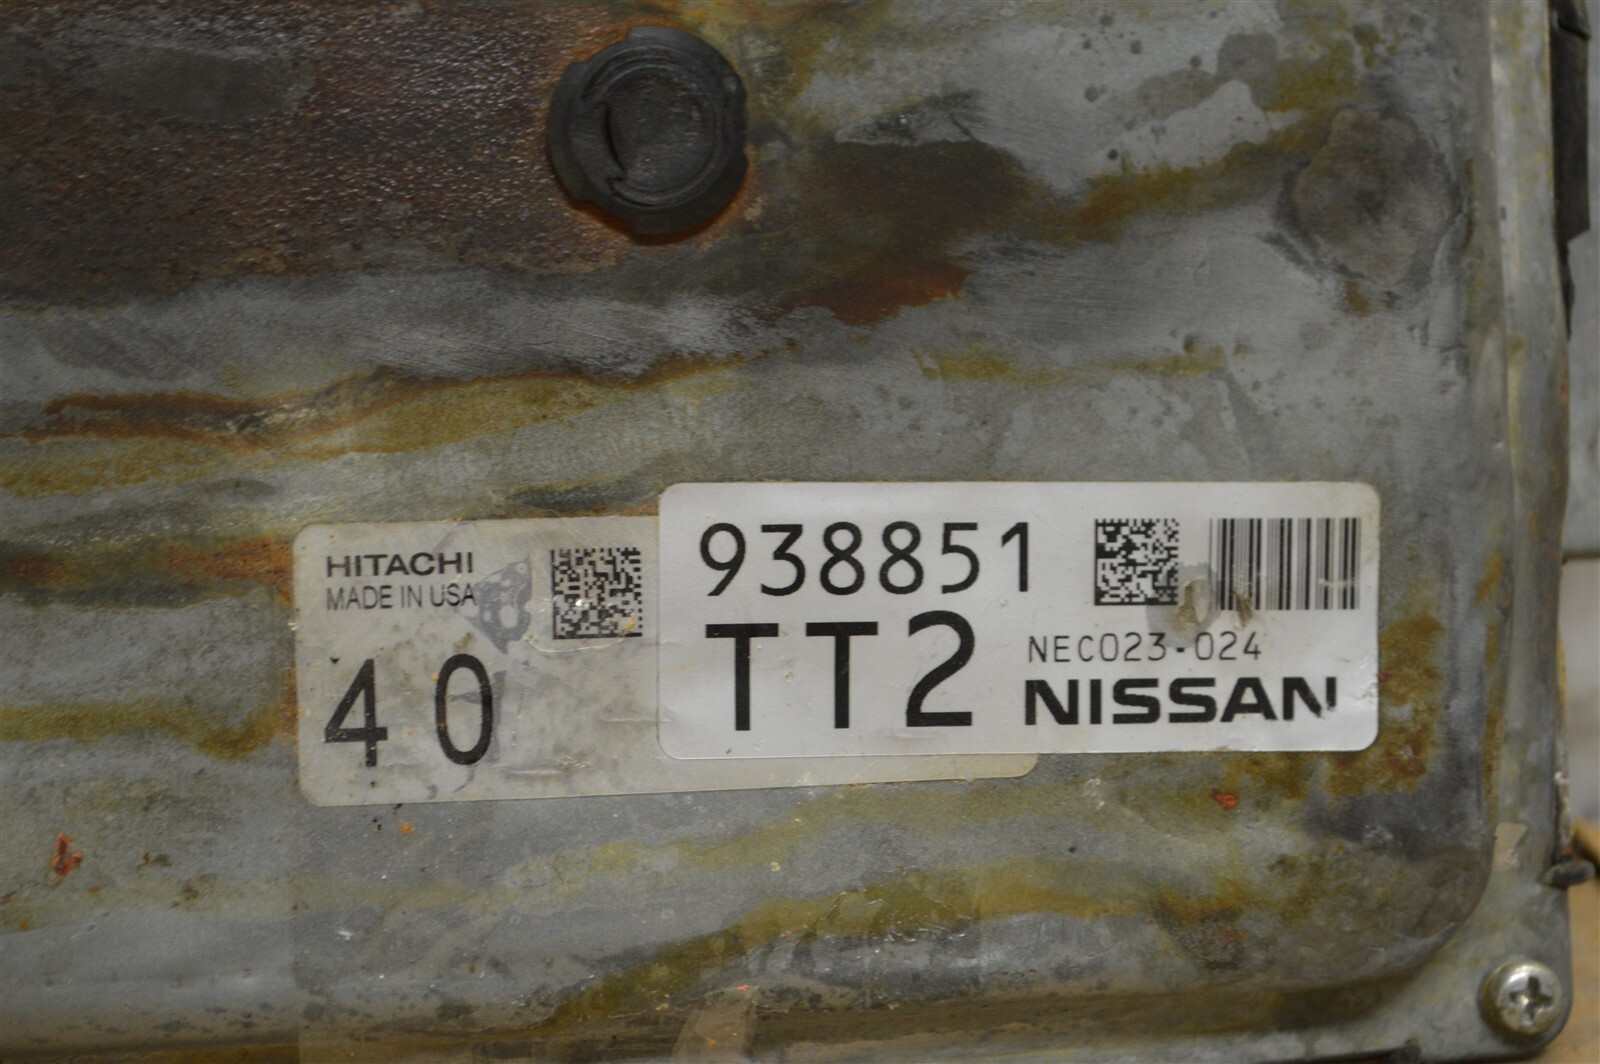 HITACHI
MADE IN USA
40
938851
TT2
NEC023-024
NISSAN